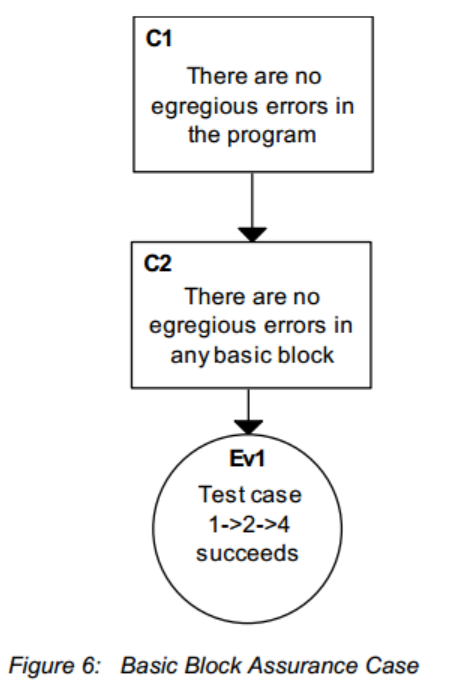 C1
There are no
egregious errors in
the program
C2
There are no
egregious errors in
any basic block
Ev1
Test case
1->2->4
succeeds
Figure 6: Basic Block Assurance Case